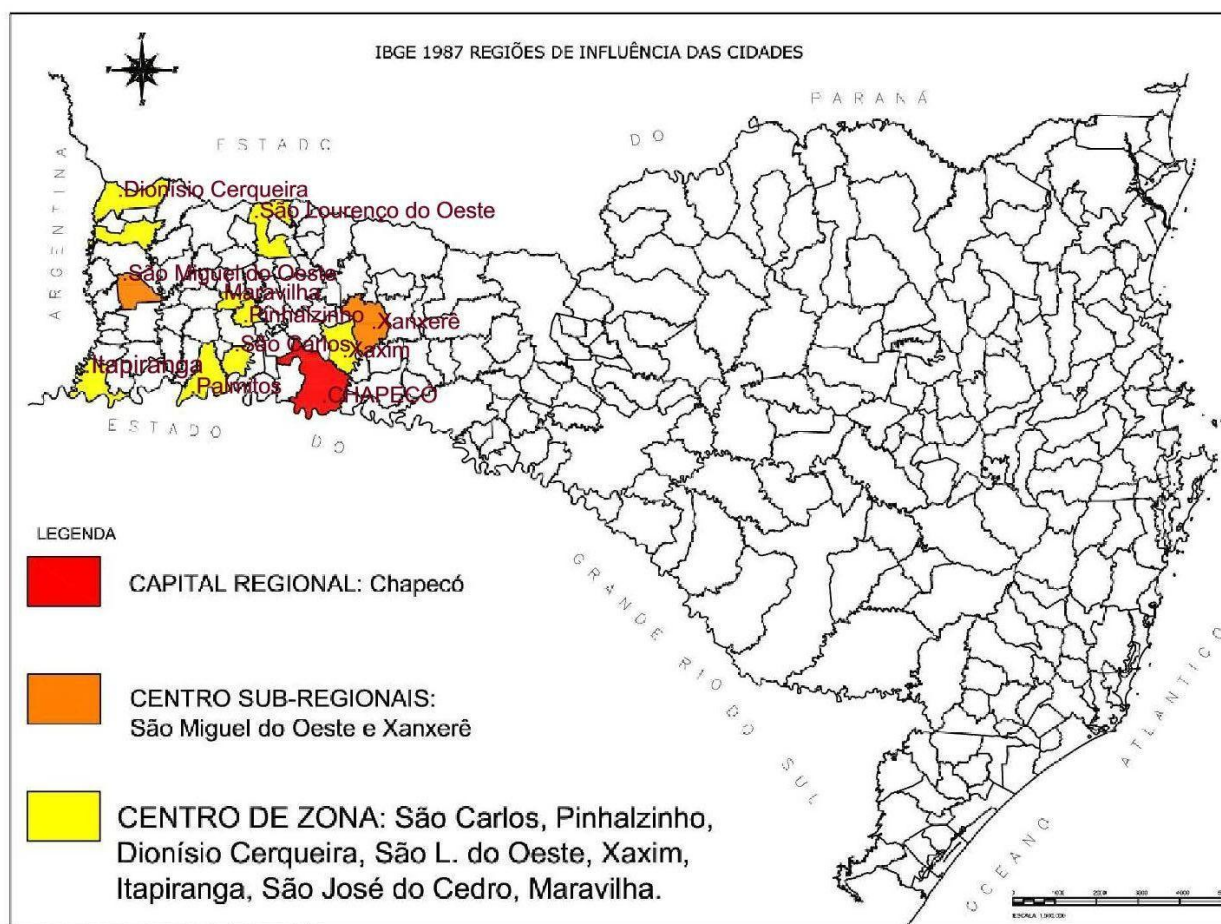 IBGE 1987 REGIÕES DE INFLUÊNCIA DAS CIDADES
N
PARANÁ
DO
ESTADO
ARGENTINA
.Dionísio Cerqueira
.São Lourenço do Oeste
.São Miguel do Oeste
Maravilha
.Pinhalzinho
.Xanxerê
São Carlos
.Xaxim
.Itapiranga
.Palmitos
.CHAPECÓ
ESTADO
DO
GRANDE RIO DO SUL
OCEANO ATLANTICO
LEGENDA
CAPITAL REGIONAL: Chapecó
CENTRO SUB-REGIONAIS:
São Miguel do Oeste e Xanxerê
CENTRO DE ZONA: São Carlos, Pinhalzinho,
Dionísio Cerqueira, São L. do Oeste, Xaxim,
Itapiranga, São José do Cedro, Maravilha.